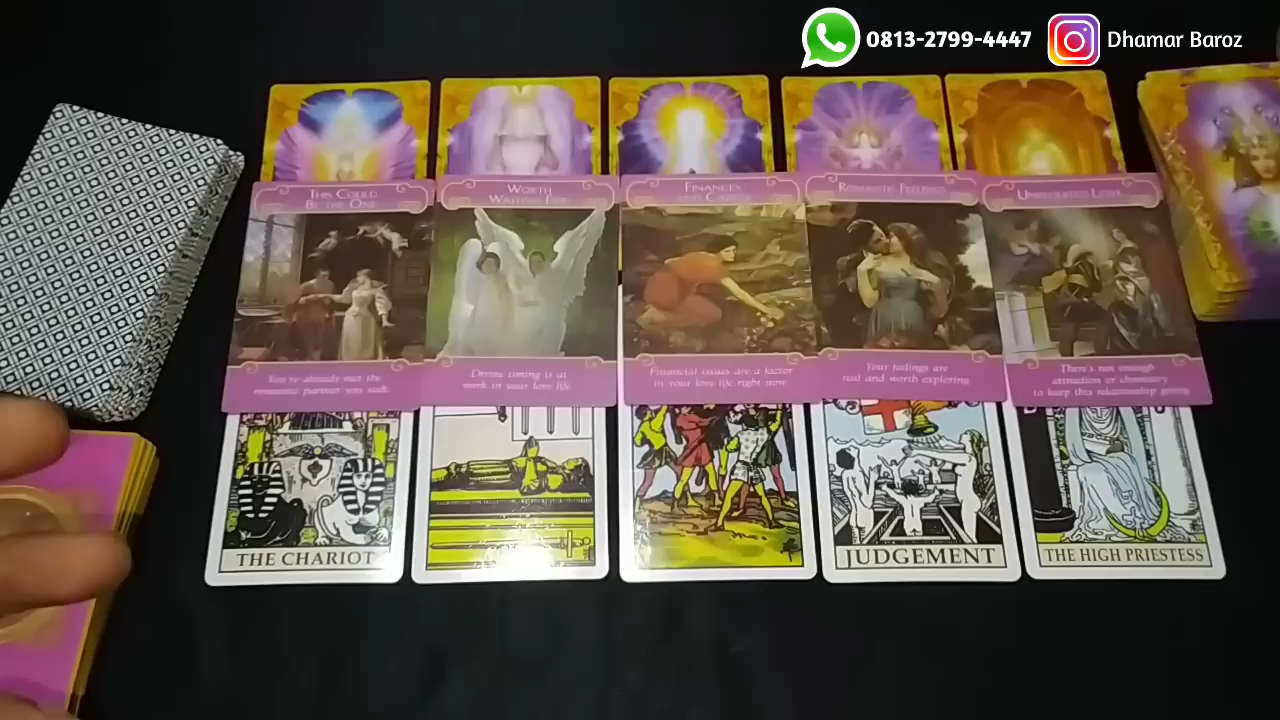 0813-2799-4447
Dhamar Baroz
THIS COULD
BE THE ONE
WORTH
WAITING FOR
FINANCES
AND CAREER
ROMANTIC FEELINGS
UNREQUITED LOVE
You've already met the
romantic partner you seek.
Divine timing is at
work in your love life.
Financial issues are a factor
in your love life right now.
Your feelings are
real and worth exploring.
There's not enough
attraction or chemistry
to keep this relationship going.
THE CHARIOT
JUDGEMENT
THE HIGH PRIESTESS